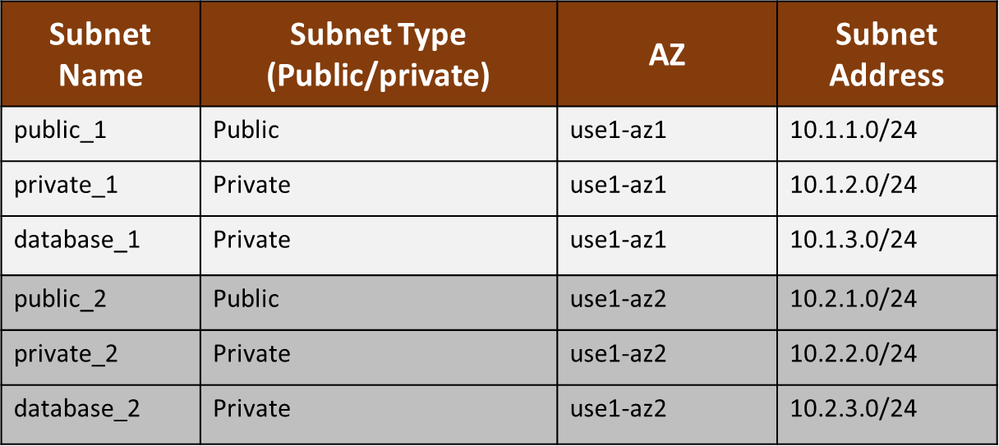 Subnet Name
Subnet Type (Public/private)
AZ
Subnet Address
public_1 Public use1-az1 10.1.1.0/24
private_1 Private use1-az1 10.1.2.0/24
database_1 Private use1-az1 10.1.3.0/24
public_2 Public use1-az2 10.2.1.0/24
private_2 Private use1-az2 10.2.2.0/24
database_2 Private use1-az2 10.2.3.0/24